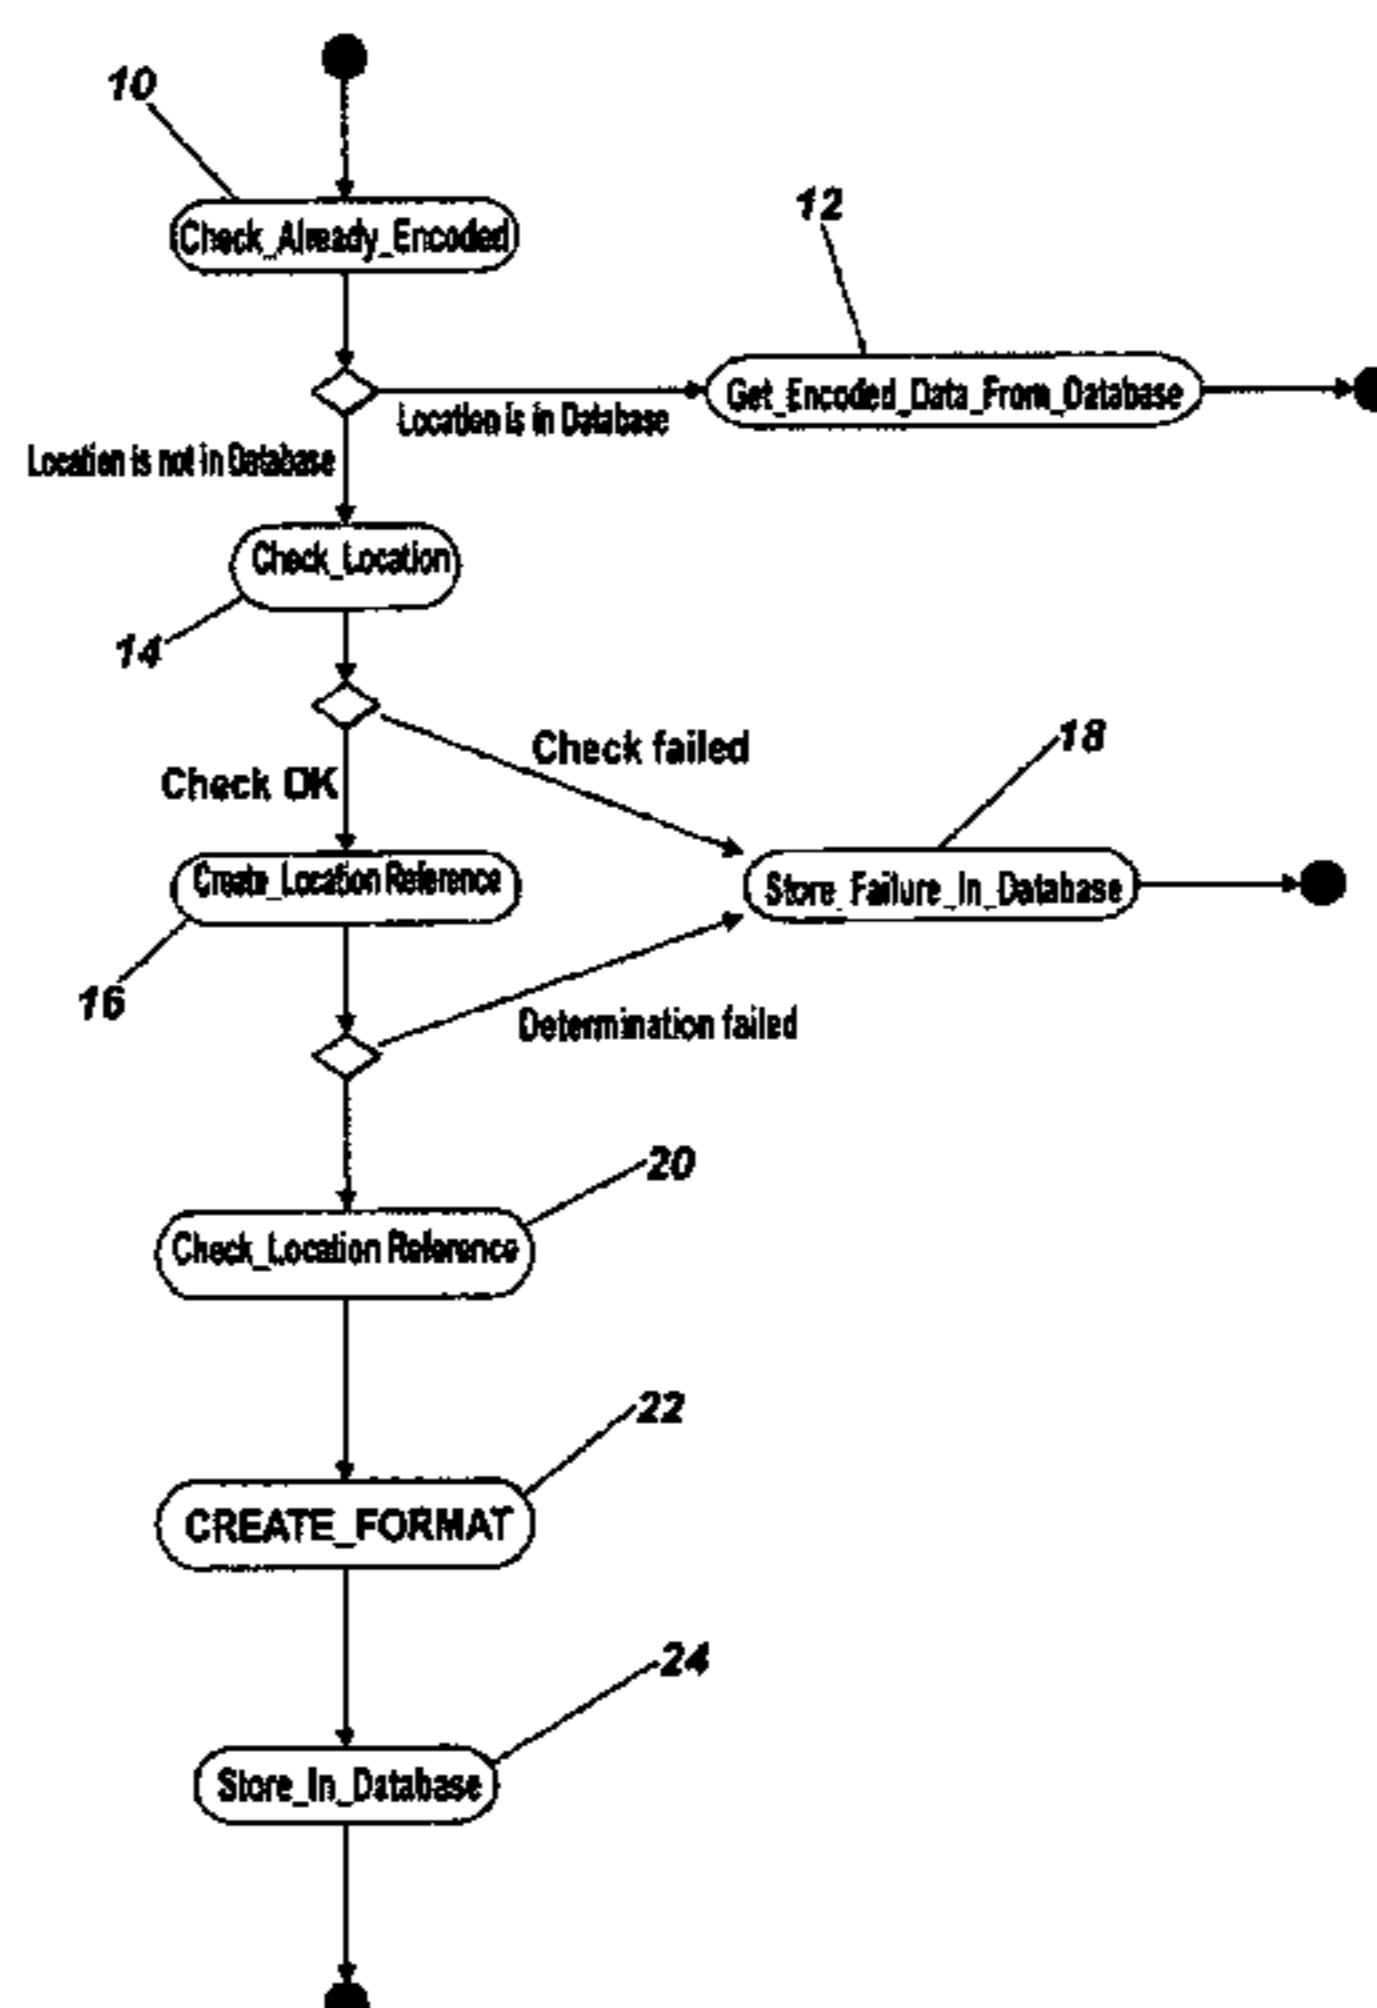 10
Check_Already_Encoded
12
Get_Encoded_Data_From_Database
Location is in Database
Location is not in Database
Check_Location
14
Check failed
18
Check OK
Create_Location Reference
Store_Failure_In_Database
16
Determination failed
20
Check_Location Reference
22
CREATE_FORMAT
24
Store_In_Database